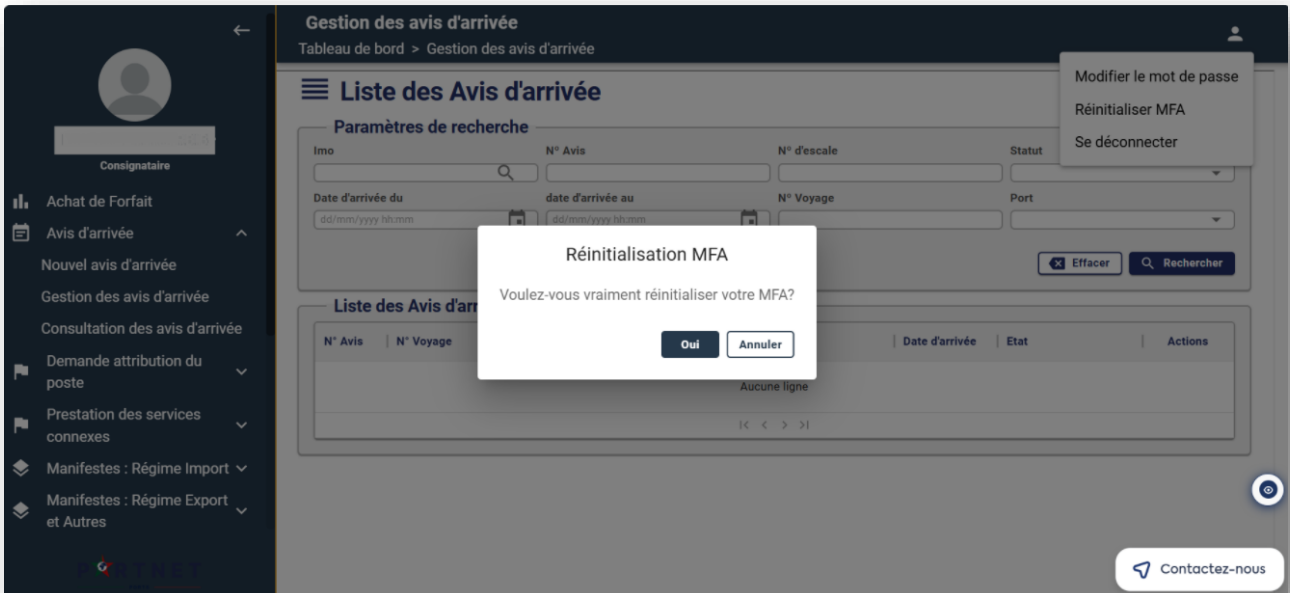 Gestion des avis d'arrivée
Tableau de bord > Gestion des avis d'arrivée
Modifier le mot de passe
Réinitialiser MFA
Se déconnecter
Consignataire
Achat de Forfait
Avis d'arrivée
Nouvel avis d'arrivée
Gestion des avis d'arrivée
Consultation des avis d'arrivée
Demande attribution du
poste
Prestation des services
connexes
Manifestes : Régime Import
Manifestes : Régime Export
et Autres
PORTNET
Liste des Avis d'arrivée
Paramètres de recherche
Imo N° Avis N° d'escale Statut
Date d'arrivée du date d'arrivée au N° Voyage Port
dd/mm/yyyy hh:mm dd/mm/yyyy hh:mm
Effacer Rechercher
Réinitialisation MFA
Voulez-vous vraiment réinitialiser votre MFA?
Oui Annuler
Liste des Avis d'arr
N° Avis N° Voyage Date d'arrivée Etat Actions
Aucune ligne
Contactez-nous